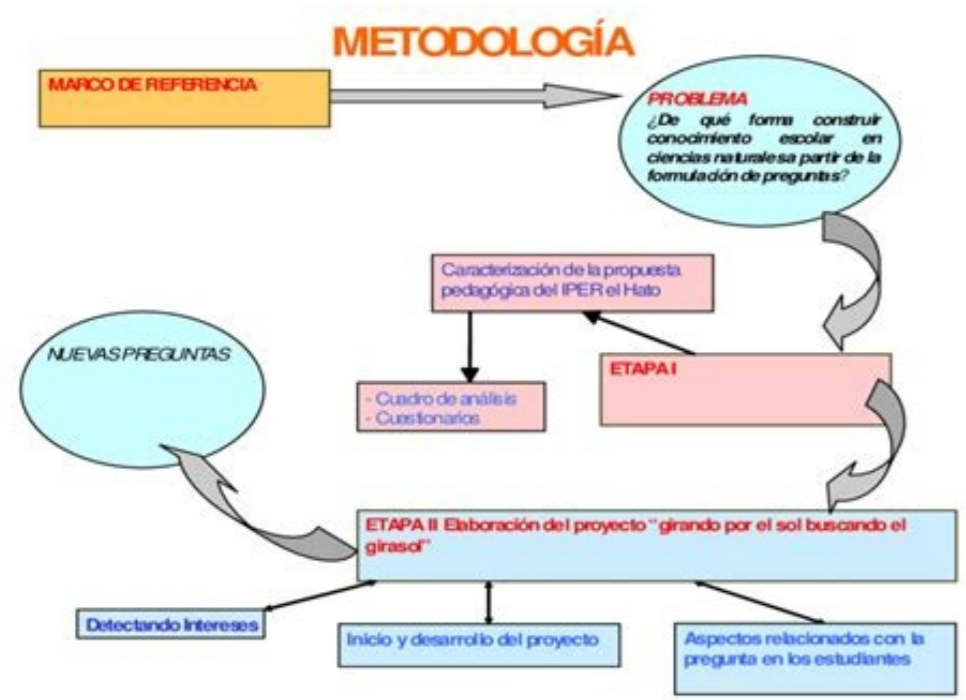 METODOLOGÍA
MARCO DE REFERENCIA
PROBLEMA
¿De qué forma construir
conocimiento escolar en
ciencias naturales a partir de la
formulación de preguntas?
Caracterización de la propuesta
pedagógica del IPER el Hato
NUEVAS PREGUNTAS
ETAPA I
- Cuadro de análisis
- Cuestionarios
ETAPA II Elaboración del proyecto "girando por el sol buscando el
girasol"
Detectando Intereses
Inicio y desarrollo del proyecto
Aspectos relacionados con la
pregunta en los estudiantes